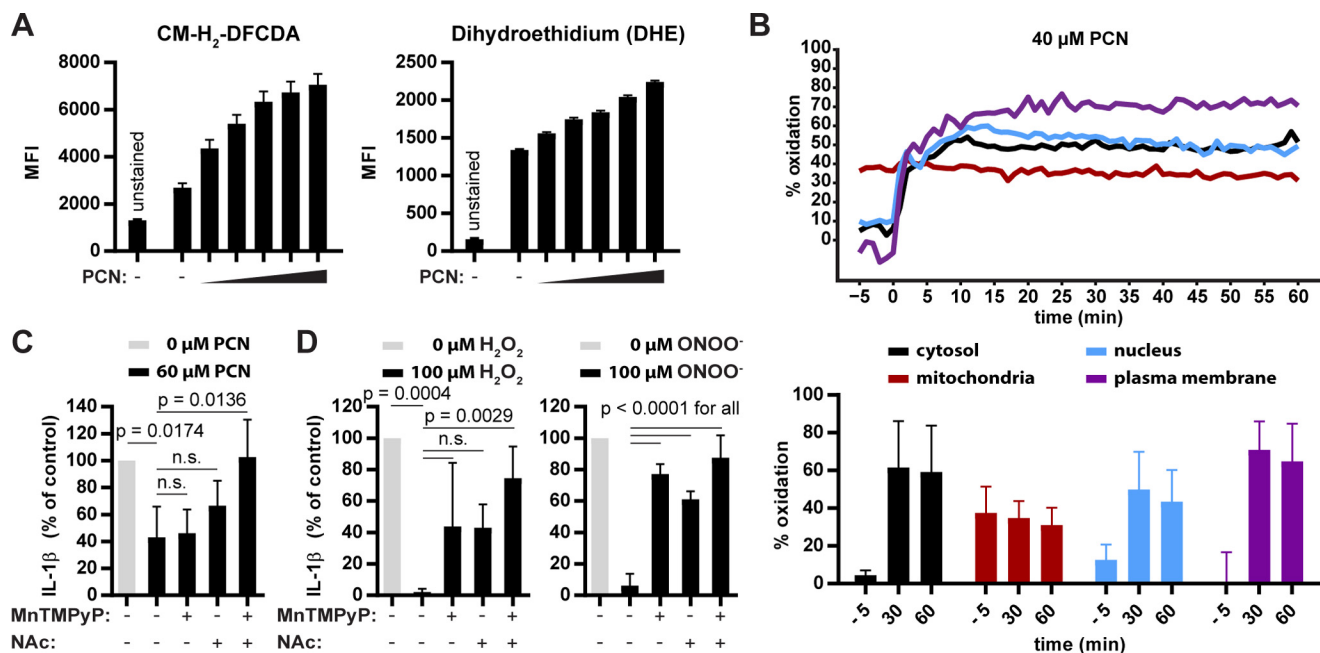 A
CM-H₂-DFCDA
8000
6000
4000
2000
0
MFI
unstained
PCN: - -
Dihydroethidium (DHE)
2500
2000
1500
1000
500
0
MFI
unstained
PCN: - -
B
40 µM PCN
80
70
60
50
40
30
20
10
0
% oxidation
−5 0 5 10 15 20 25 30 35 40 45 50 55 60
time (min)
cytosol
nucleus
mitochondria
plasma membrane
80
60
40
20
0
% oxidation
- 5 30 60 - 5 30 60 - 5 30 60 - 5 30 60
time (min)
C
0 µM PCN
60 µM PCN
140
120
100
80
60
40
20
0
IL-1β (% of control)
p = 0.0136
p = 0.0174
n.s.
n.s.
MnTMPyP: - - + - +
NAc: - - - + +
D
0 µM H₂O₂
100 µM H₂O₂
p = 0.0004
120
100
80
60
40
20
0
IL-1β (% of control)
p = 0.0029
n.s.
- - + - +
- - - + +
0 µM ONOO⁻
100 µM ONOO⁻
120
100
80
60
40
20
0
p < 0.0001 for all
- - + - +
- - - + +